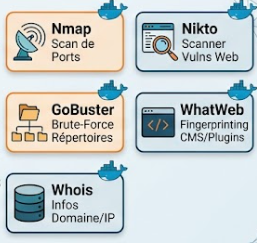 Nmap
Scan de
Ports
Nikto
Scanner
Vulns Web
GoBuster
Brute-Force
Répertoires
WhatWeb
Fingerprinting
CMS/Plugins
Whois
Infos
Domaine/IP